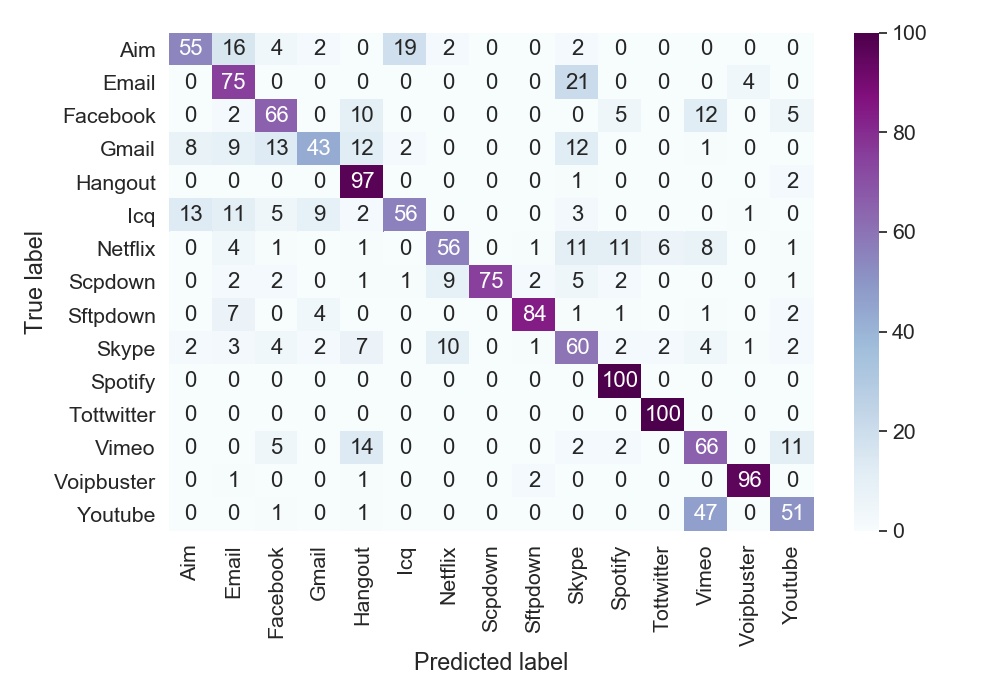 Aim 55 16 4 2 0 19 2 0 0 2 0 0 0 0 0
Email 0 75 0 0 0 0 0 0 0 21 0 0 0 4 0
Facebook 0 2 66 0 10 0 0 0 0 0 5 0 12 0 5
Gmail 8 9 13 43 12 2 0 0 0 12 0 0 1 0 0
Hangout 0 0 0 0 97 0 0 0 0 1 0 0 0 0 2
Icq 13 11 5 9 2 56 0 0 0 3 0 0 0 1 0
Netflix 0 4 1 0 1 0 56 0 1 11 11 6 8 0 1
Scpdown 0 2 2 0 1 1 9 75 2 5 2 0 0 0 1
Sftpdown 0 7 0 4 0 0 0 0 84 1 1 0 1 0 2
Skype 2 3 4 2 7 0 10 0 1 60 2 2 4 1 2
Spotify 0 0 0 0 0 0 0 0 0 0 100 0 0 0 0
Tottwitter 0 0 0 0 0 0 0 0 0 0 0 100 0 0 0
Vimeo 0 0 5 0 14 0 0 0 0 2 2 0 66 0 11
Voipbuster 0 1 0 0 1 0 0 0 2 0 0 0 0 96 0
Youtube 0 0 1 0 1 0 0 0 0 0 0 0 47 0 51
Aim Email Facebook Gmail Hangout Icq Netflix Scpdown Sftpdown Skype Spotify Tottwitter Vimeo Voipbuster Youtube
Predicted label
True label
100
80
60
40
20
0